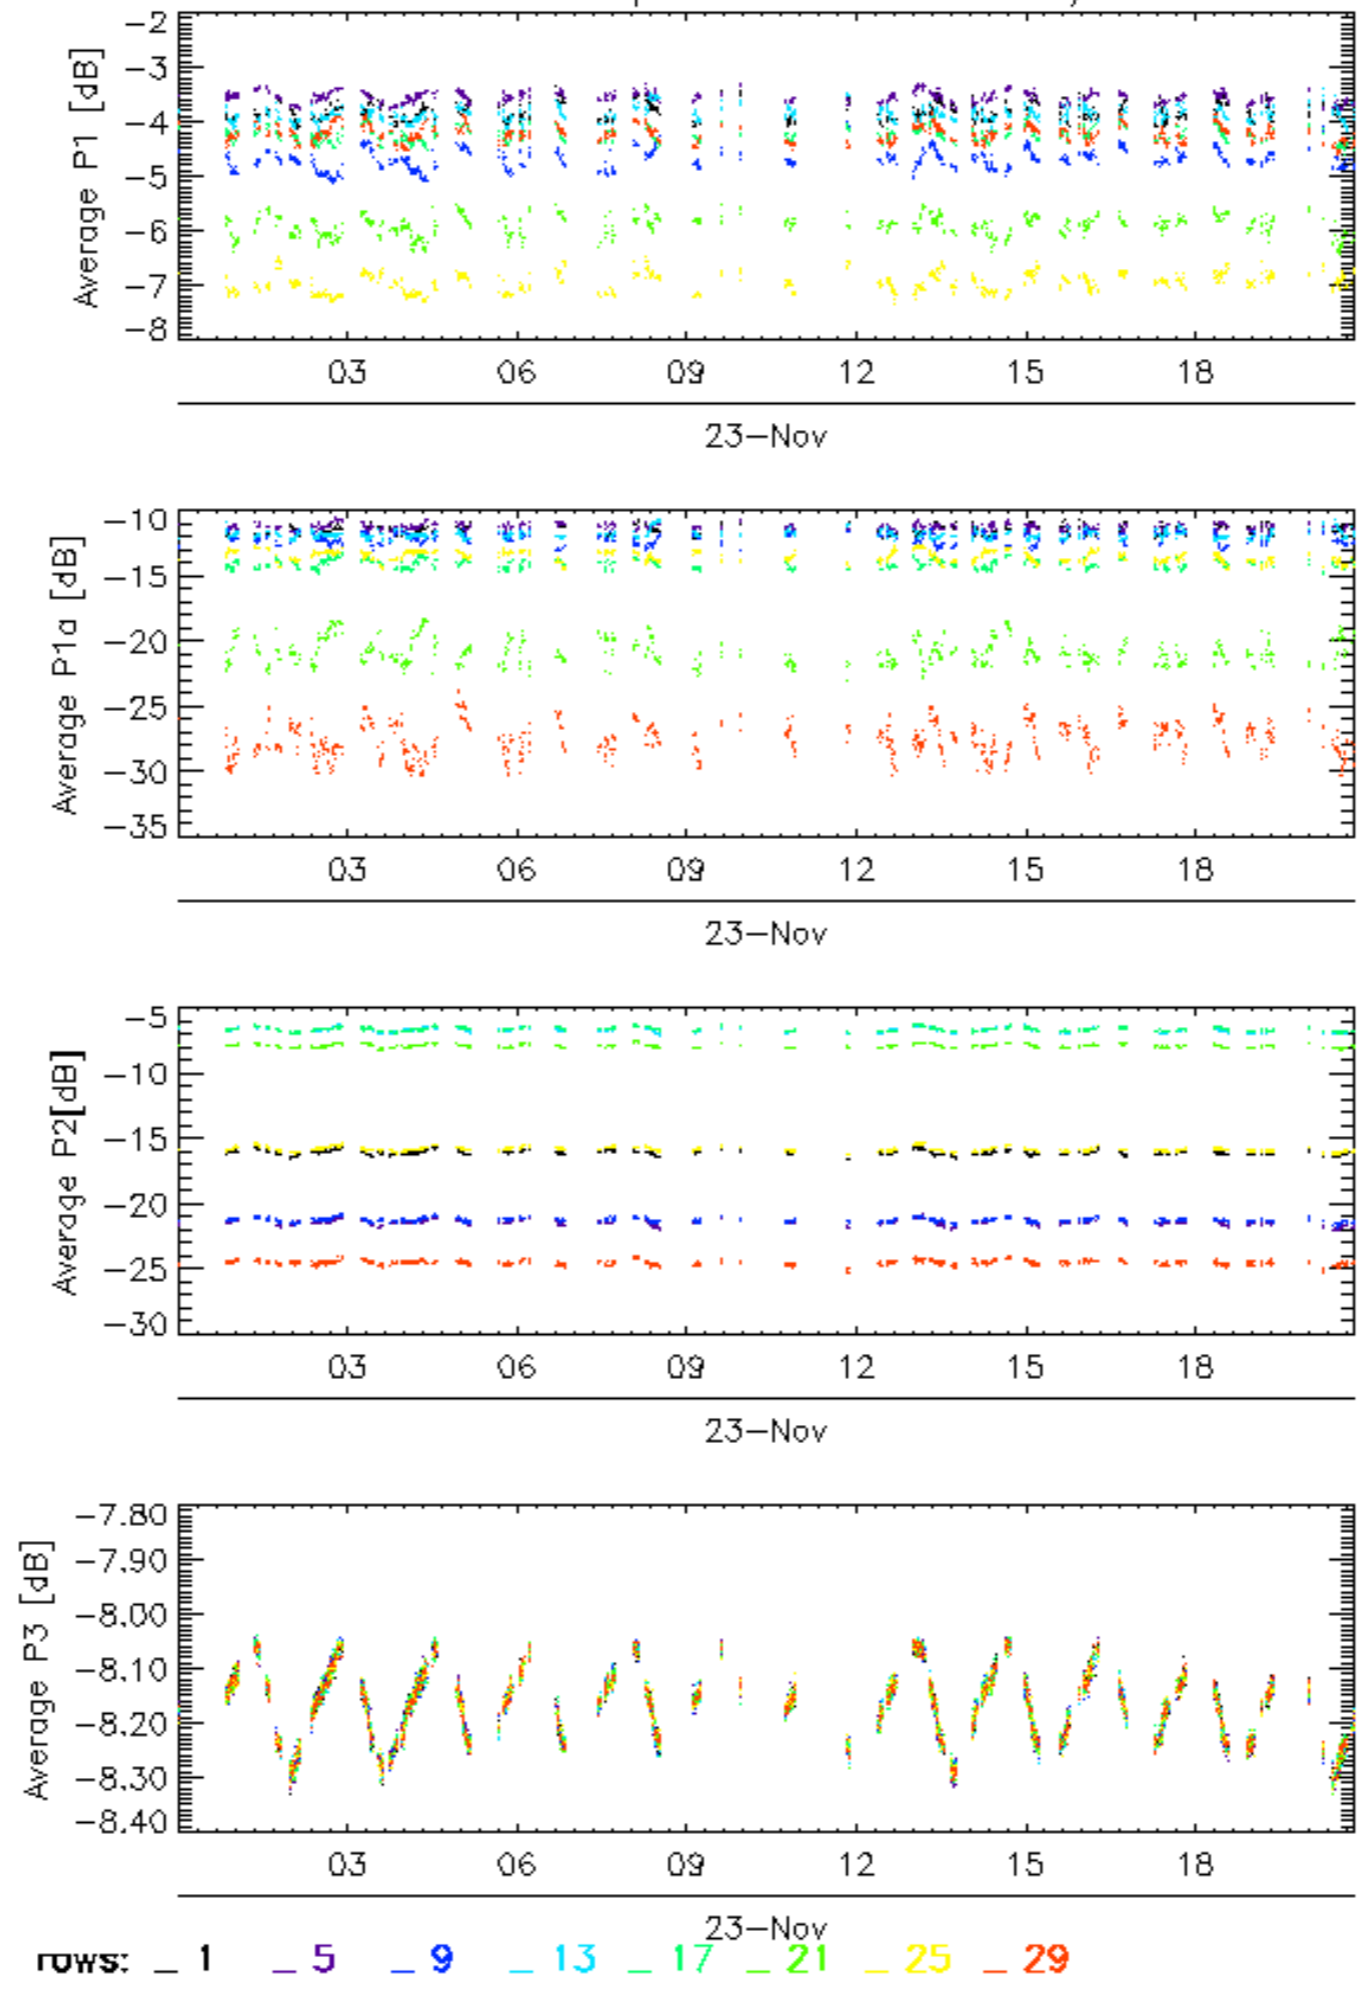 -2
-3
-4
-5
-6
-7
-8
Average P1 [dB]
03 06 09 12 15 18
23-Nov
-10
-15
-20
-25
-30
-35
Average P1a [dB]
03 06 09 12 15 18
23-Nov
-5
-10
-15
-20
-25
-30
Average P2[dB]
03 06 09 12 15 18
23-Nov
-7.80
-7.90
-8.00
-8.10
-8.20
-8.30
-8.40
Average P3 [dB]
03 06 09 12 15 18
23-Nov
rows: _ 1 _ 5 _ 9 _ 13 _ 17 _ 21 _ 25 _ 29